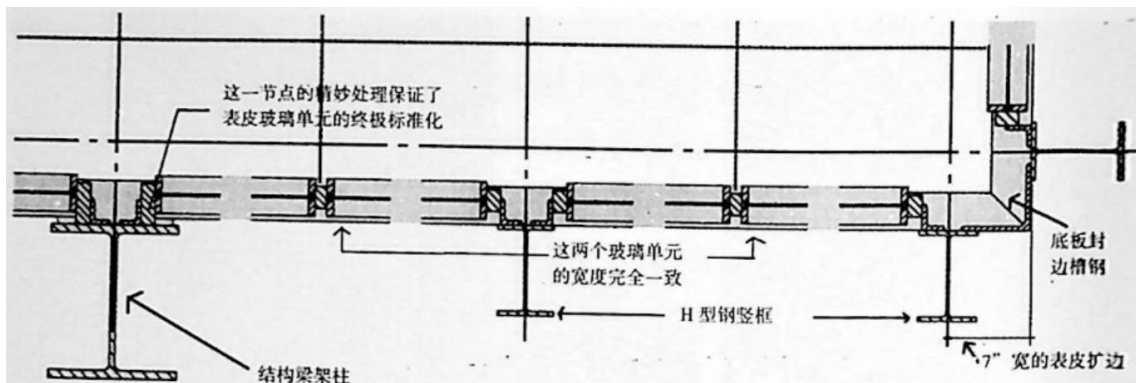 这一节点的精妙处理保证了
表皮玻璃单元的终极标准化
这两个玻璃单元
的宽度完全一致
底板封
边槽钢
H 型钢竖框
7”宽的表皮扩边
结构梁架柱